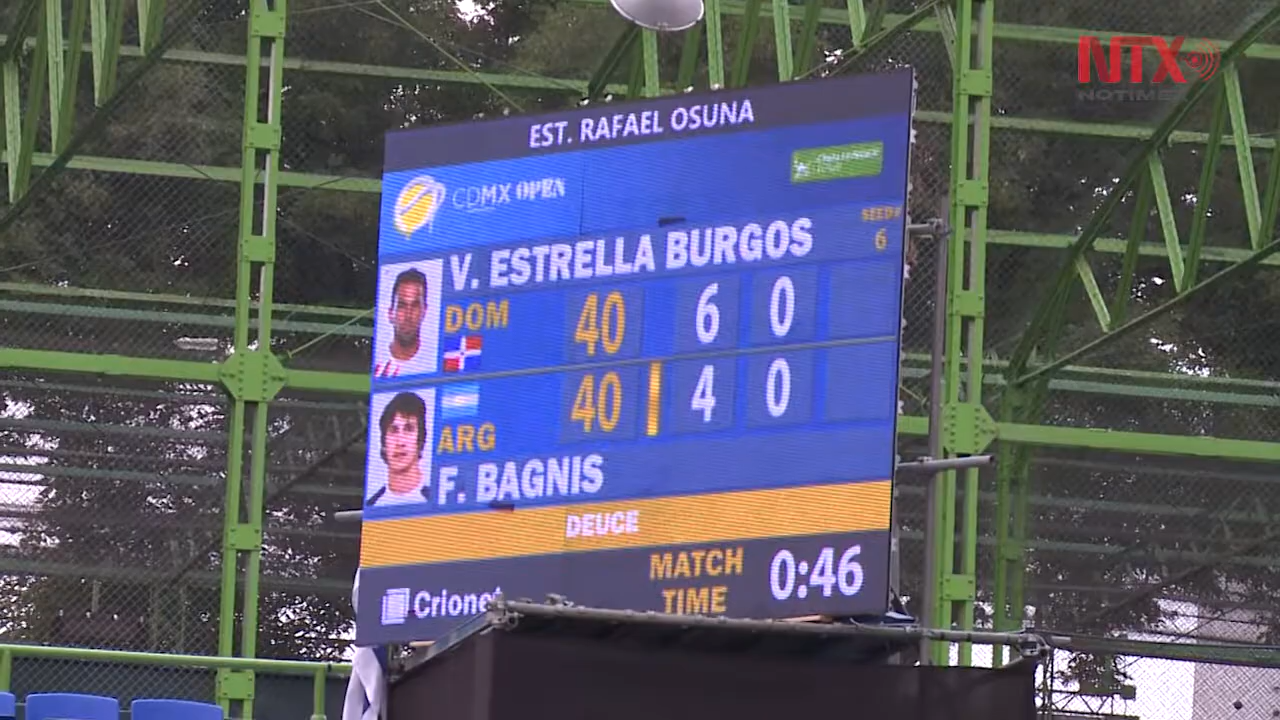 NTX
NOTIMEX
EST. RAFAEL OSUNA
CDMX OPEN
V. ESTRELLA BURGOS
SEED#
6
DOM 40 6 0
40 4 0
ARG
F. BAGNIS
DEUCE
MATCH TIME 0:46
Crionet